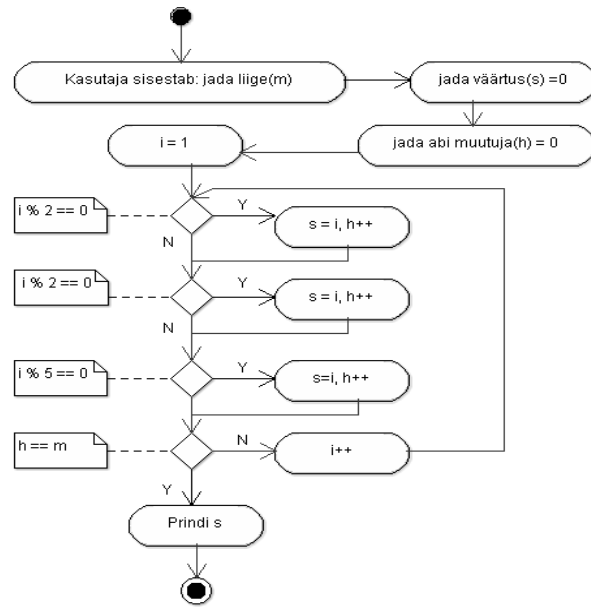 Kasutaja sisestab: jada liige(m)
jada väärtus(s) =0
i = 1
jada abi muutuja(h) = 0
i % 2 == 0
Y
s = i, h++
N
i % 2 == 0
Y
s = i, h++
N
i % 5 == 0
Y
s=i, h++
h == m
N
i++
Y
Prindi s